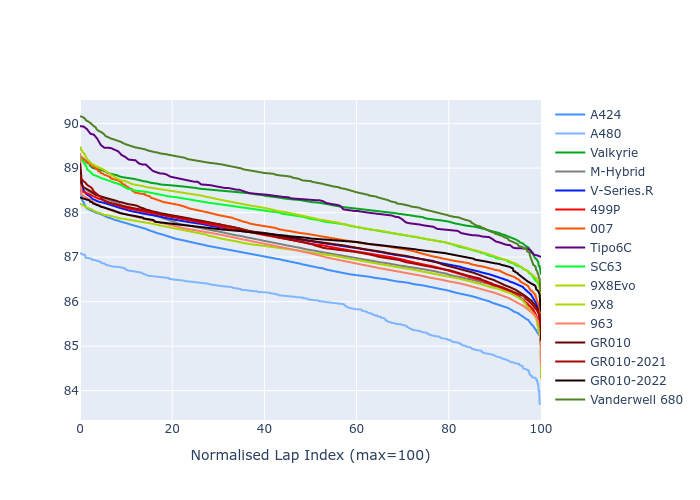 90
89
88
87
86
85
84
0 20 40 60 80 100
Normalised Lap Index (max=100)
A424
A480
Valkyrie
M-Hybrid
V-Series.R
499P
007
Tipo6C
SC63
9X8Evo
9X8
963
GR010
GR010-2021
GR010-2022
Vanderwell 680